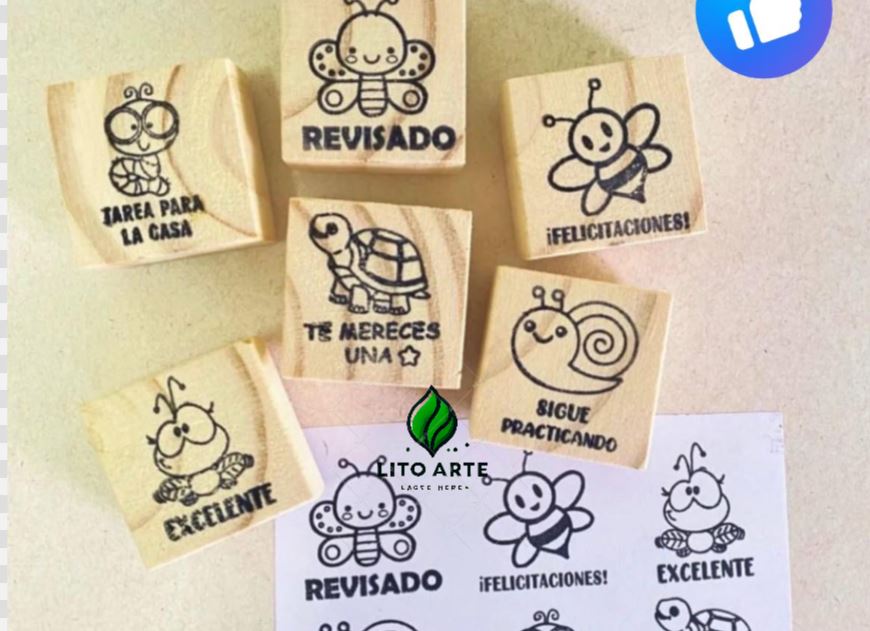 REVISADO
TAREA PARA
LA CASA
¡FELICITACIONES!
TE MERECES
UNA
SIGUE
PRACTICANDO
EXCELENTE
LITO ARTE
REVISADO
¡FELICITACIONES!
EXCELENTE